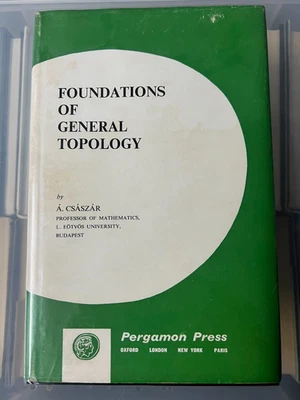 FOUNDATIONS
OF
GENERAL
TOPOLOGY
by
Á. CSÁSZÁR
PROFESSOR OF MATHEMATICS,
L. EÖTVÖS UNIVERSITY,
BUDAPEST
Pergamon Press
OXFORD LONDON NEW YORK PARIS